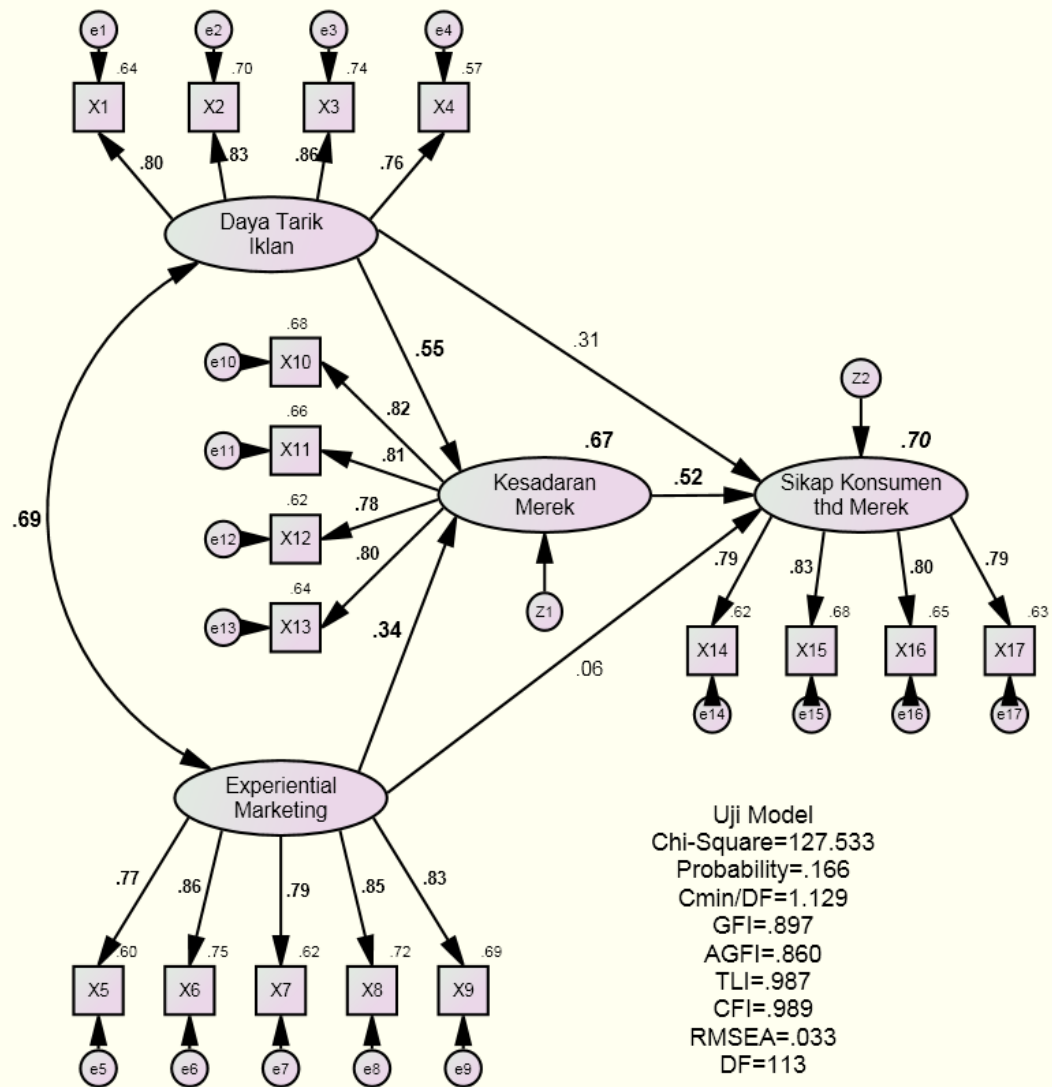 e1
e2
e3
e4
.64
.70
.74
.57
X1
X2
X3
X4
.80
.83
.86
.76
Daya Tarik
Iklan
.68
e10
X10
.55
.31
.82
.66
e11
X11
.81
.62
e12
X12
.78
.64
e13
X13
.80
.69
Z2
.67
Kesadaran
Merek
.52
.70
Sikap Konsumen
thd Merek
Z1
.34
.06
.79
.83
.80
.79
.62
.68
.65
.63
X14
X15
X16
X17
e14
e15
e16
e17
Experiential
Marketing
.77
.86
.79
.85
.83
.60
.75
.62
.72
.69
X5
X6
X7
X8
X9
e5
e6
e7
e8
e9
Uji Model
Chi-Square=127.533
Probability=.166
Cmin/DF=1.129
GFI=.897
AGFI=.860
TLI=.987
CFI=.989
RMSEA=.033
DF=113